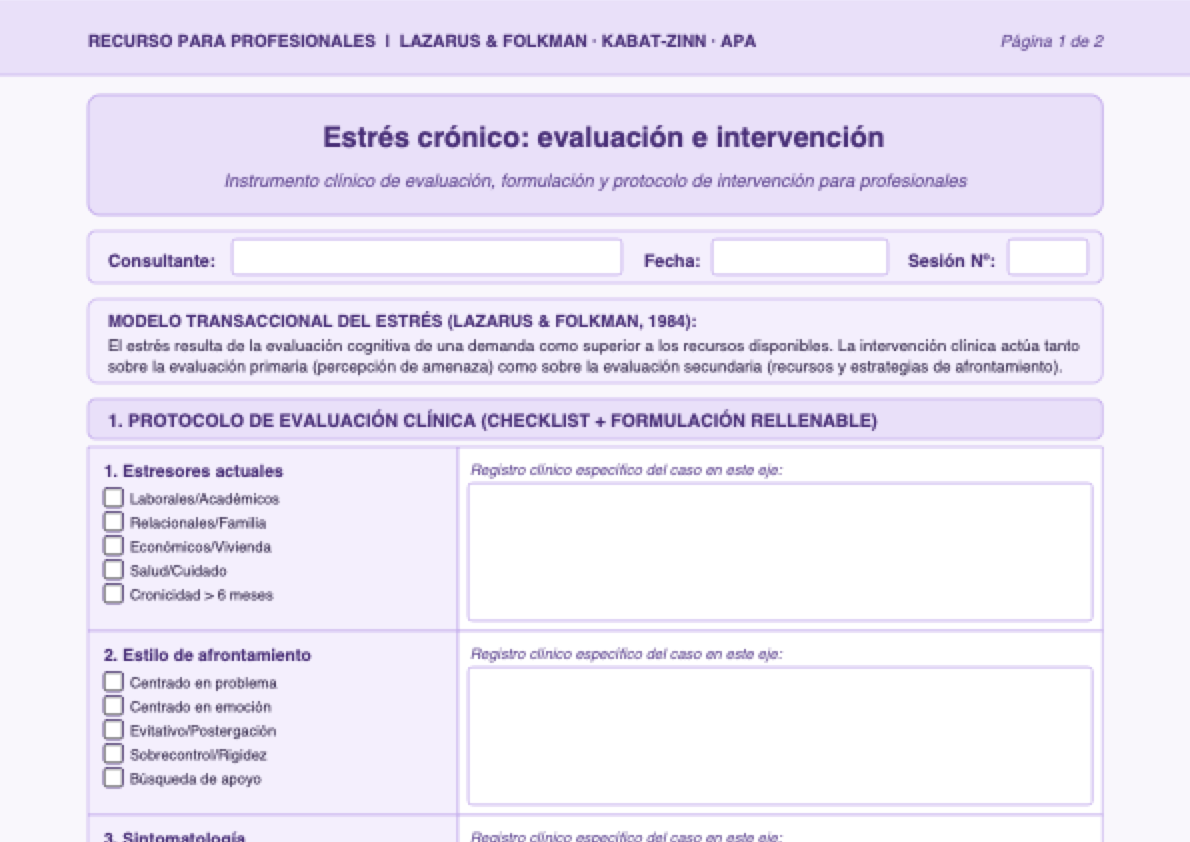 RECURSO PARA PROFESIONALES | LAZARUS & FOLKMAN · KABAT-ZINN · APA
Página 1 de 2
Estrés crónico: evaluación e intervención
Instrumento clínico de evaluación, formulación y protocolo de intervención para profesionales
Consultante:
Fecha:
Sesión Nº:
MODELO TRANSACCIONAL DEL ESTRÉS (LAZARUS & FOLKMAN, 1984):
El estrés resulta de la evaluación cognitiva de una demanda como superior a los recursos disponibles. La intervención clínica actúa tanto
sobre la evaluación primaria (percepción de amenaza) como sobre la evaluación secundaria (recursos y estrategias de afrontamiento).
1. PROTOCOLO DE EVALUACIÓN CLÍNICA (CHECKLIST + FORMULACIÓN RELLENABLE)
1. Estresores actuales
Laborales/Académicos
Relacionales/Familia
Económicos/Vivienda
Salud/Cuidado
Cronicidad > 6 meses
Registro clínico específico del caso en este eje:
2. Estilo de afrontamiento
Centrado en problema
Centrado en emoción
Evitativo/Postergación
Sobrecontrol/Rigidez
Búsqueda de apoyo
Registro clínico específico del caso en este eje:
3. Sintomatología
Registro clínico específico del caso en este eje: